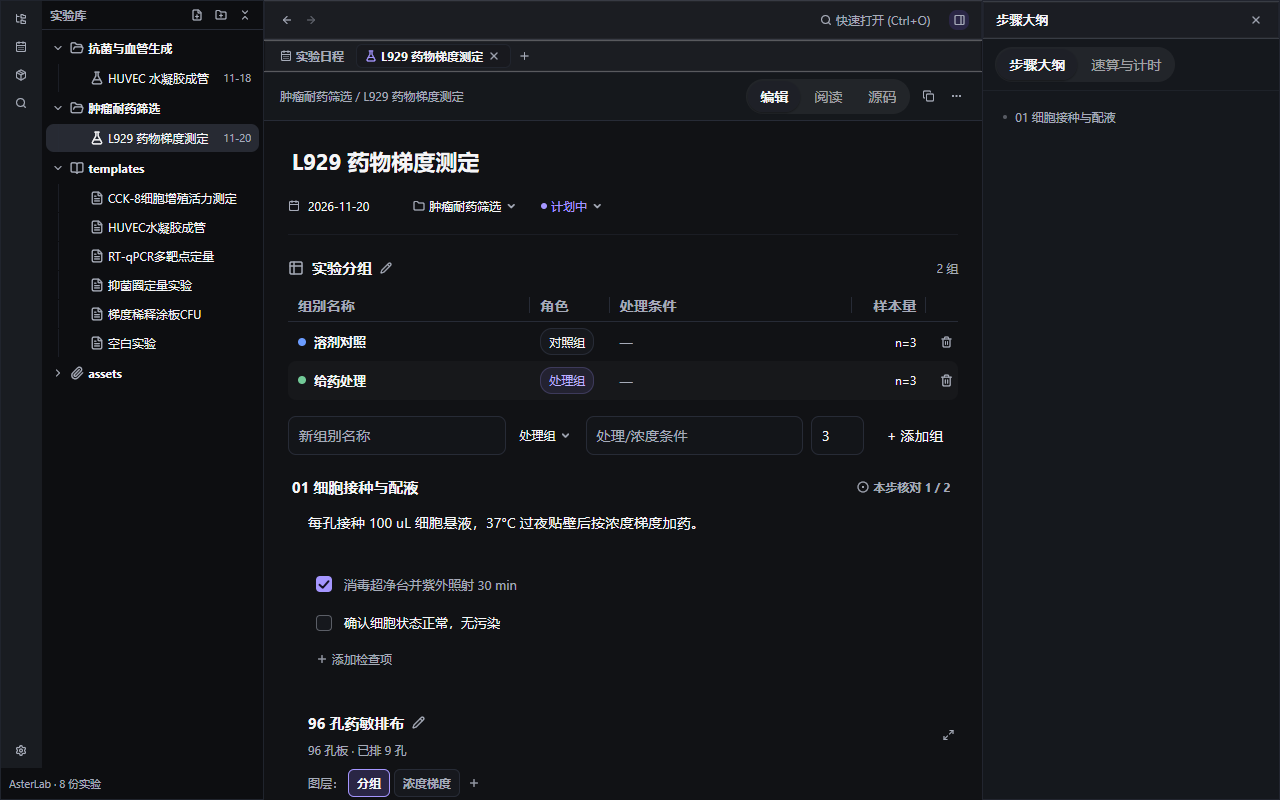 实验库
快速打开 (Ctrl+O)
步骤大纲
抗菌与血管生成
HUVEC 水凝胶成管 11-18
肿瘤耐药筛选
L929 药物梯度测定 11-20
templates
CCK-8细胞增殖活力测定
HUVEC水凝胶成管
RT-qPCR多靶点定量
抑菌圈定量实验
梯度稀释涂板CFU
空白实验
assets
AsterLab · 8 份实验
实验日程
L929 药物梯度测定
肿瘤耐药筛选 / L929 药物梯度测定
编辑 阅读 源码
L929 药物梯度测定
2026-11-20 肿瘤耐药筛选 计划中
实验分组 2 组
组别名称 角色 处理条件 样本量
溶剂对照 对照组 — n=3
给药处理 处理组 — n=3
新组别名称 处理组 处理/浓度条件 3 + 添加组
01 细胞接种与配液 本步核对 1 / 2
每孔接种 100 uL 细胞悬液，37°C 过夜贴壁后按浓度梯度加药。
消毒超净台并紫外照射 30 min
确认细胞状态正常，无污染
+ 添加检查项
96 孔药敏排布
96 孔板 · 已排 9 孔
图层： 分组 浓度梯度 +
步骤大纲 速算与计时
01 细胞接种与配液